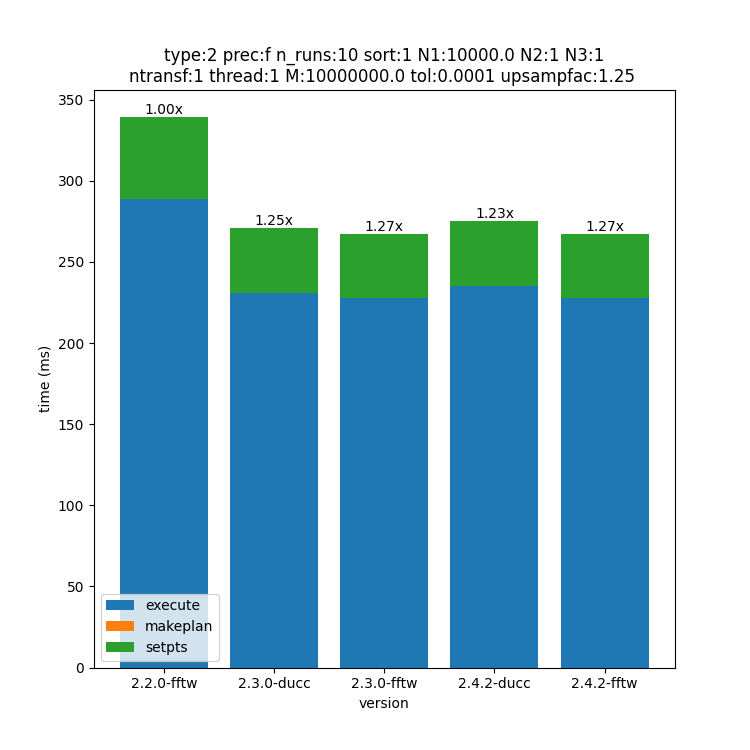 type:2 prec:f n_runs:10 sort:1 N1:10000.0 N2:1 N3:1
ntransf:1 thread:1 M:10000000.0 tol:0.0001 upsampfac:1.25
350
300
250
200
150
100
50
0
time (ms)
1.00x
1.25x
1.27x
1.23x
1.27x
execute
makeplan
setpts
2.2.0-fftw
2.3.0-ducc
2.3.0-fftw
2.4.2-ducc
2.4.2-fftw
version